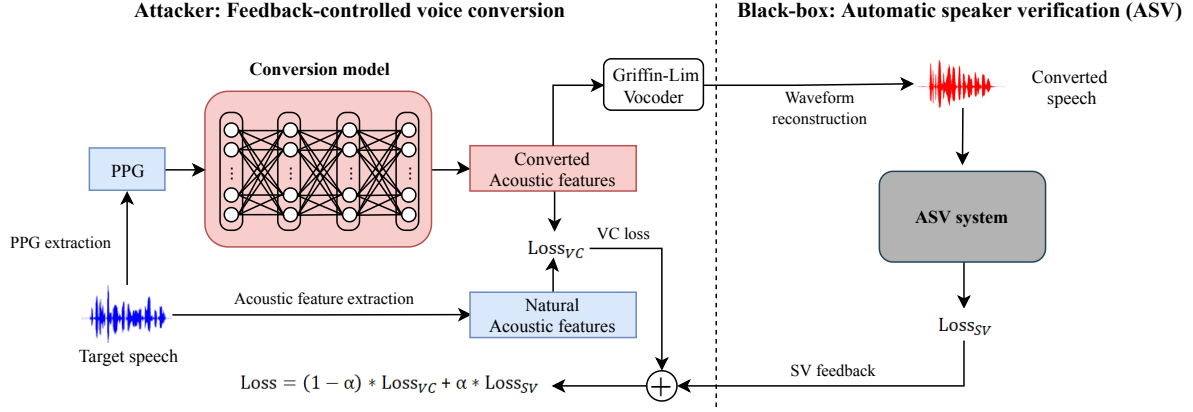 Attacker: Feedback-controlled voice conversion
Black-box: Automatic speaker verification (ASV)
Conversion model
Griffin-Lim
Vocoder
Waveform
reconstruction
Converted
speech
PPG
Converted
Acoustic features
ASV system
PPG extraction
Loss_VC
VC loss
Acoustic feature extraction
Natural
Acoustic features
Target speech
Loss_SV
SV feedback
Loss = (1 − α) * Loss_VC + α * Loss_SV